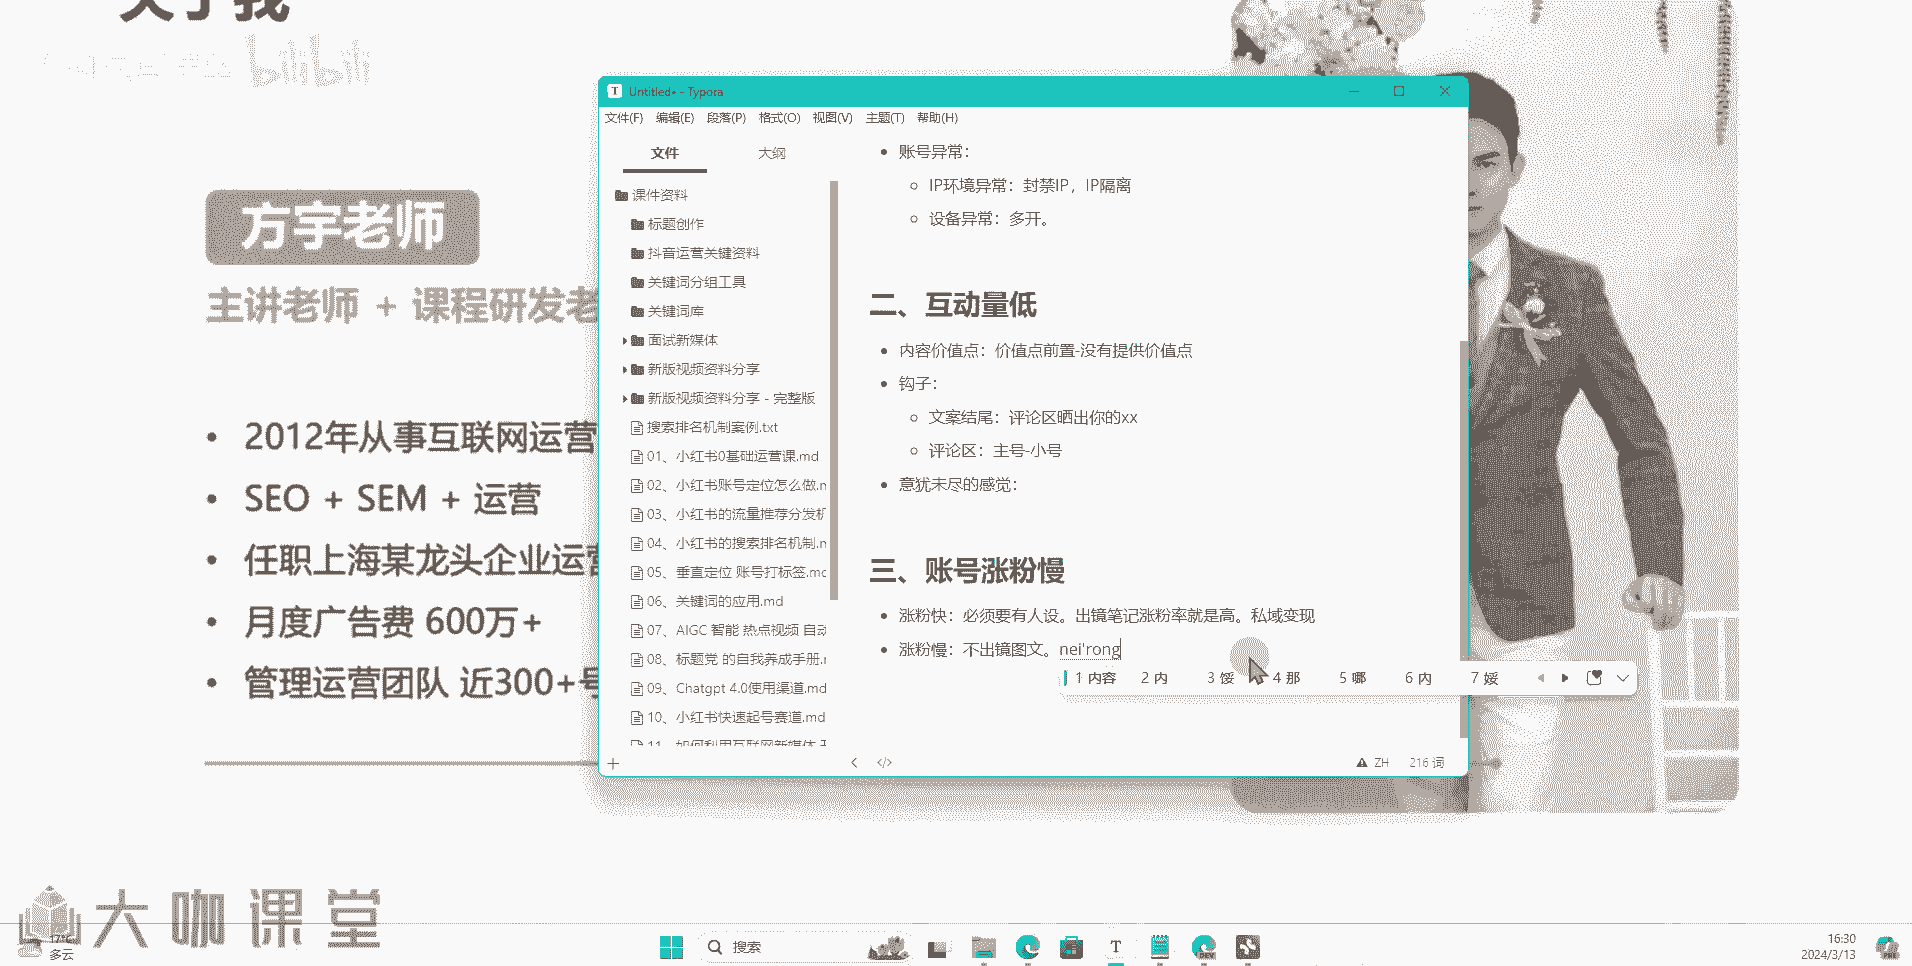 关于我
bilibili
方宇老师
主讲老师 + 课程研发老
• 2012年从事互联网运营
• SEO + SEM + 运营
• 任职上海某龙头企业运营
• 月度广告费 600万+
• 管理运营团队 近300+号
大咖课堂
T Untitled• - Typora
文件(F) 编辑(E) 段落(P) 格式(O) 视图(V) 主题(T) 帮助(H)
文件 大纲
课件资料
标题创作
抖音运营关键资料
关键词分组工具
关键词库
面试新媒体
新版视频资料分享
新版视频资料分享 - 完整版
搜索排名机制案例.txt
01、小红书0基础运营课.md
02、小红书账号定位怎么做.m
03、小红书的流量推荐分发机
04、小红书的搜索排名机制.m
05、垂直定位 账号打标签.mc
06、关键词的应用.md
07、AIGC 智能 热点视频 自动
08、标题党 的自我养成手册.r
09、Chatgpt 4.0使用渠道.md
10、小红书快速起号赛道.md
11、如何利用互联网新媒体
• 账号异常：
IP环境异常：封禁IP，IP隔离
设备异常：多开。
二、互动量低
• 内容价值点：价值点前置-没有提供价值点
• 钩子：
文案结尾：评论区晒出你的xx
评论区：主号-小号
• 意犹未尽的感觉：
三、账号涨粉慢
• 涨粉快：必须要有人设。出镜笔记涨粉率就是高。私域变现
• 涨粉慢：不出镜图文。nei'rong
1 内容 2 内 3 馁 4 那 5 哪 6 内 7 娞
ZH 216 词
17°C
多云
搜索
T
DEV
16:30
2024/3/13
PRE